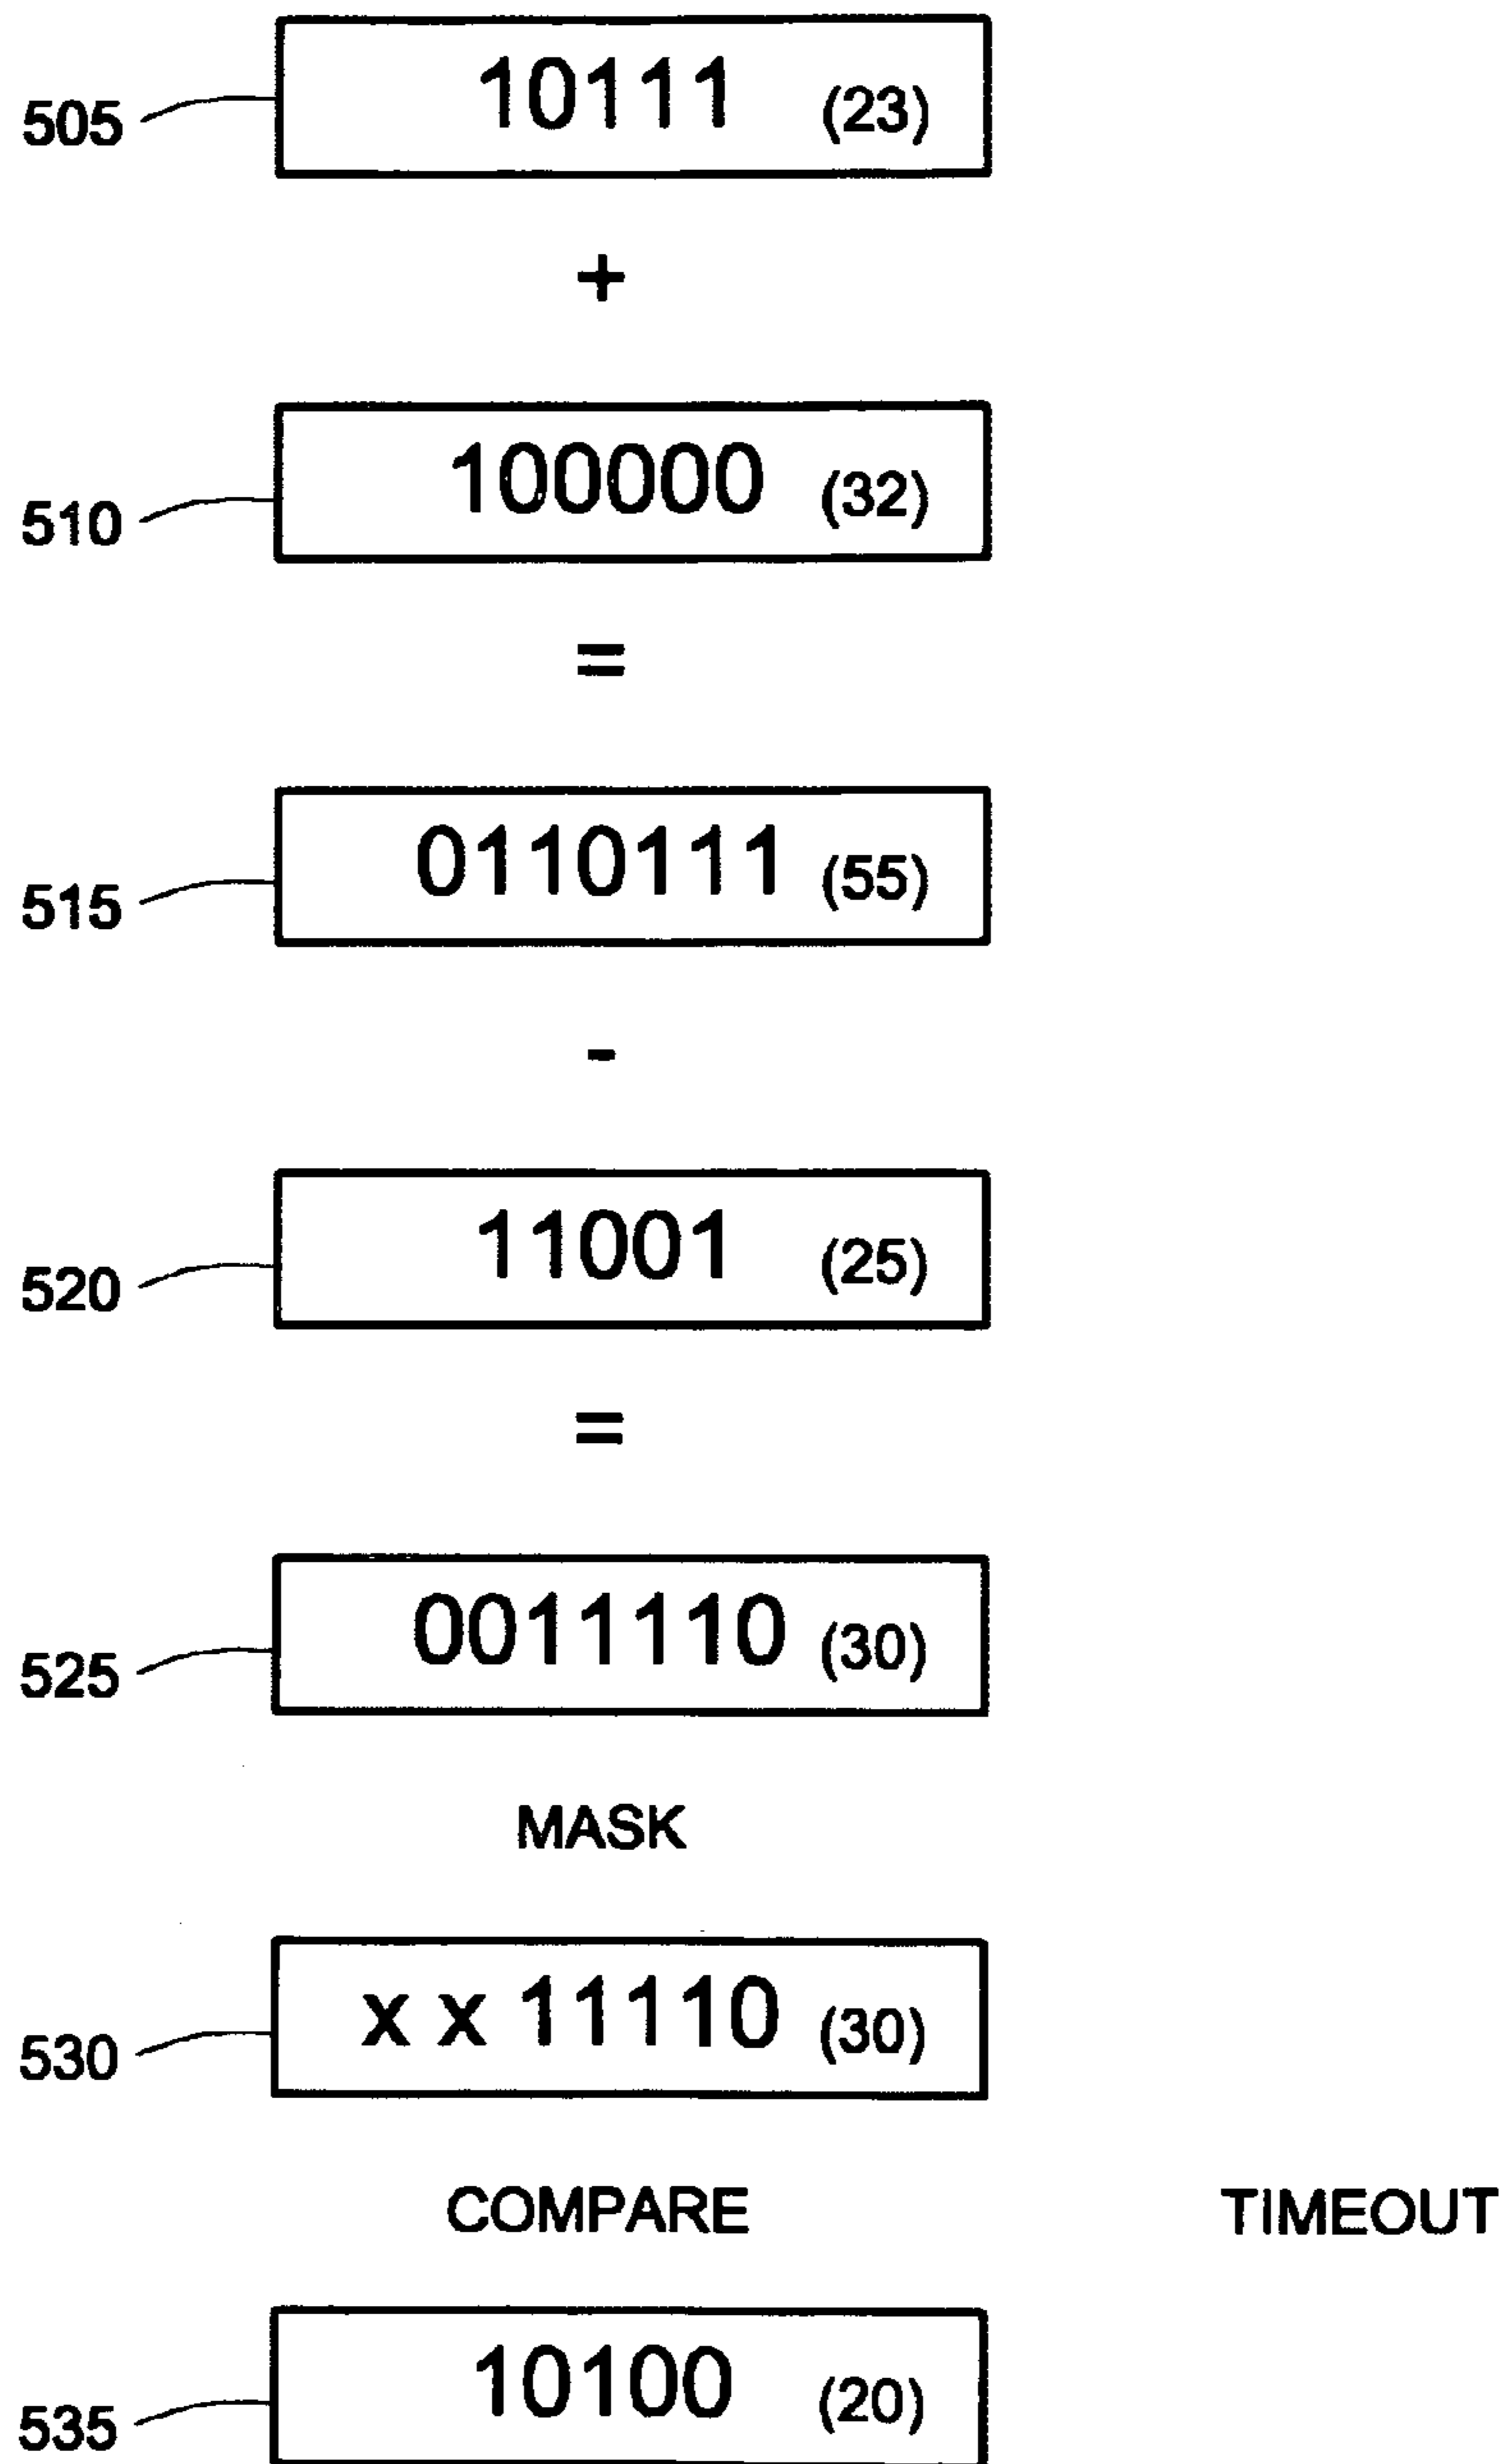 505 10111 (23)
+
510 100000 (32)
=
515 0110111 (55)
-
520 11001 (25)
=
525 0011110 (30)
MASK
530 x x 11110 (30)
COMPARE TIMEOUT
535 10100 (20)